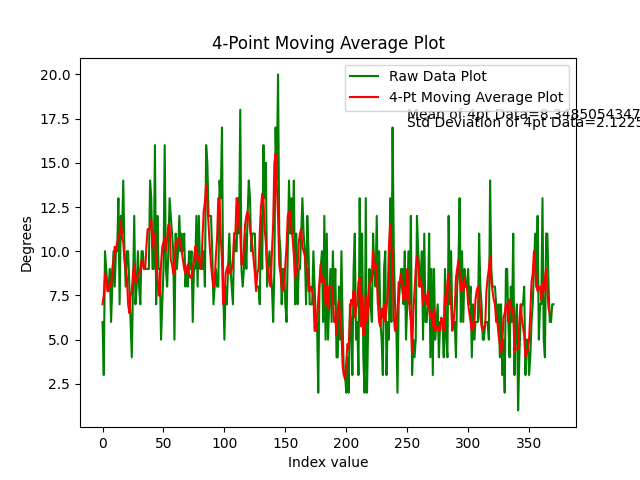 4-Point Moving Average Plot
Raw Data Plot
4-Pt Moving Average Plot
Mean of 4pt Data=8.3485054347
Std Deviation of 4pt Data=2.1225
Degrees
20.0
17.5
15.0
12.5
10.0
7.5
5.0
2.5
0 50 100 150 200 250 300 350
Index value